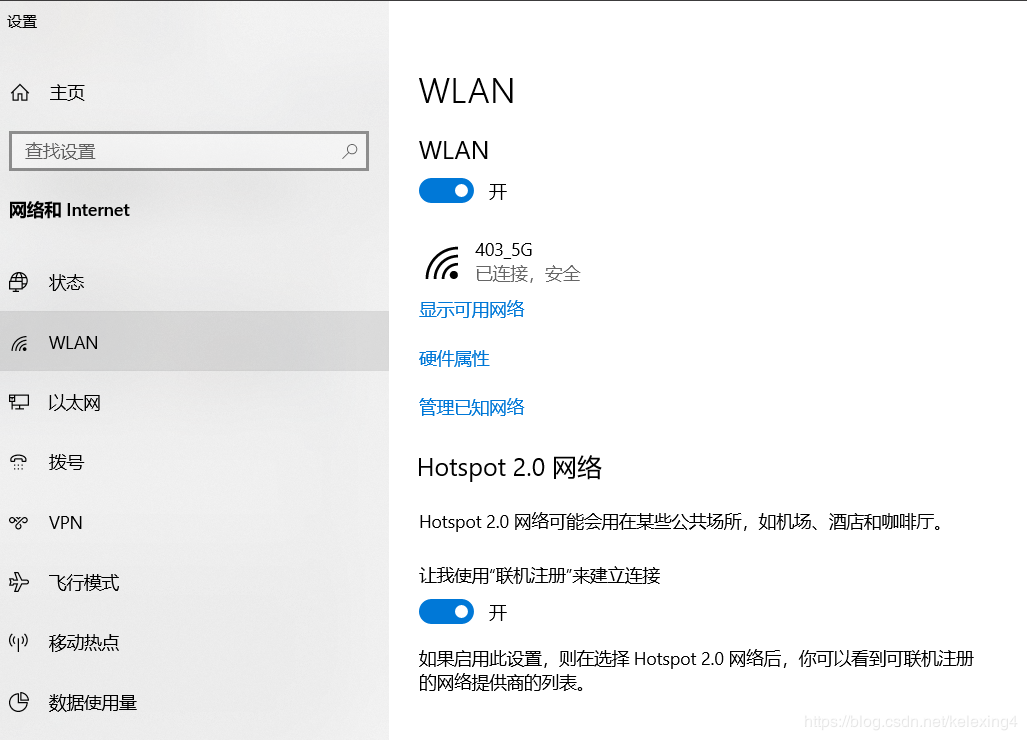 设置
主页
查找设置
网络和 Internet
状态
WLAN
以太网
拨号
VPN
飞行模式
移动热点
数据使用量
WLAN
WLAN
开
403_5G
已连接，安全
显示可用网络
硬件属性
管理已知网络
Hotspot 2.0 网络
Hotspot 2.0 网络可能会用在某些公共场所，如机场、酒店和咖啡厅。
让我使用“联机注册”来建立连接
开
如果启用此设置，则在选择 Hotspot 2.0 网络后，你可以看到可联机注册
的网络提供商的列表。
https://blog.csdn.net/kelexing4